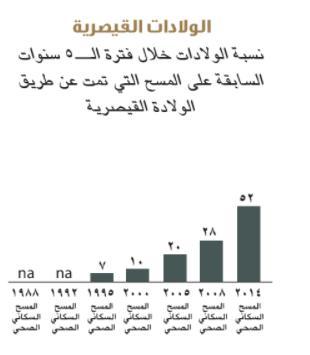 الولادات القيصرية
نسبة الولادات خلال فترة الـــ ٥ سنوات
السابقة على المسح التي تمت عن طريق
الولادة القيصرية
٥٢
٢٨
٢٠
١٠
٧
na
na
٢٠١٤ ٢٠٠٨ ٢٠٠٥ ٢٠٠٠ ١٩٩٥ ١٩٩٢ ١٩٨٨
المسح المسح المسح المسح المسح المسح المسح
السكاني السكاني السكاني السكاني السكاني السكاني السكاني
الصحي الصحي الصحي الصحي الصحي الصحي الصحي